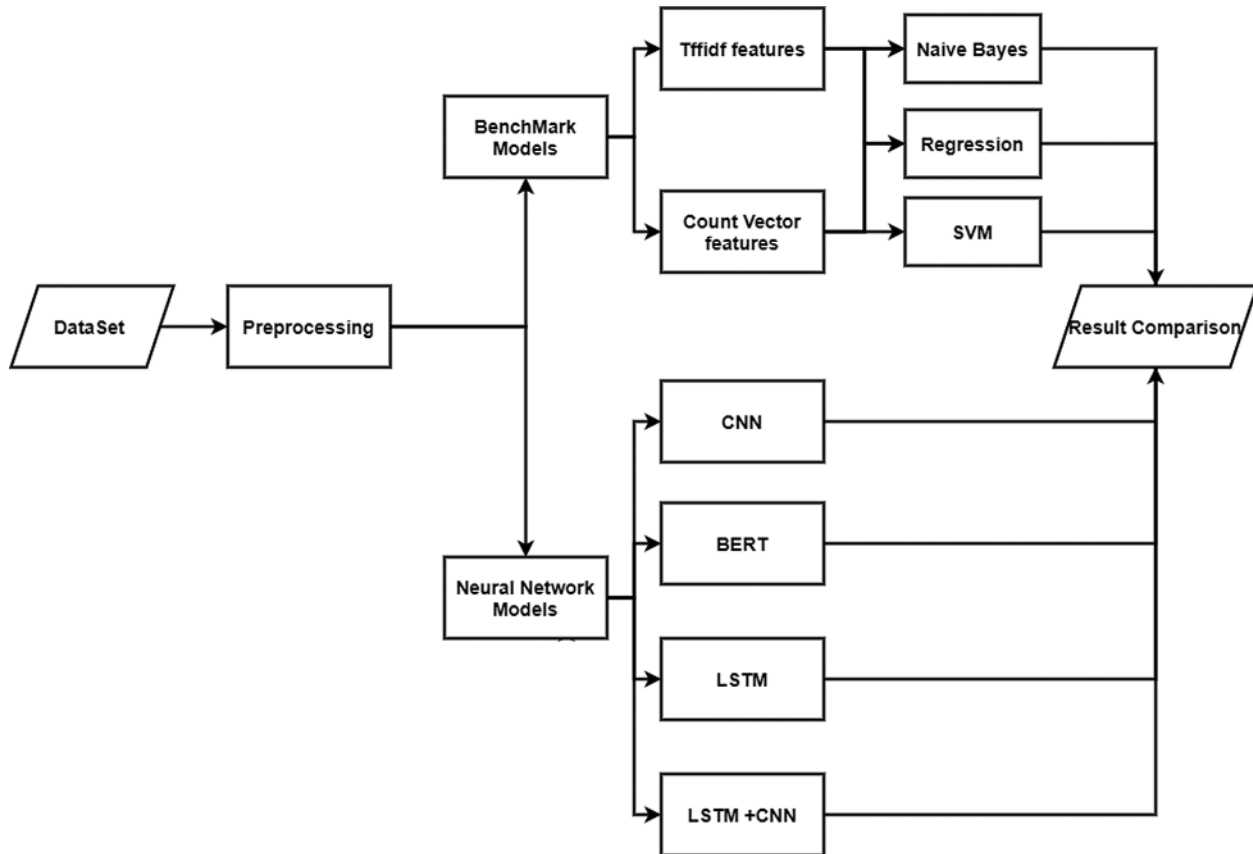 Tffidf features
Naive Bayes
BenchMark
Models
Regression
Count Vector
features
SVM
DataSet
Preprocessing
Result Comparison
CNN
BERT
Neural Network
Models
LSTM
LSTM +CNN